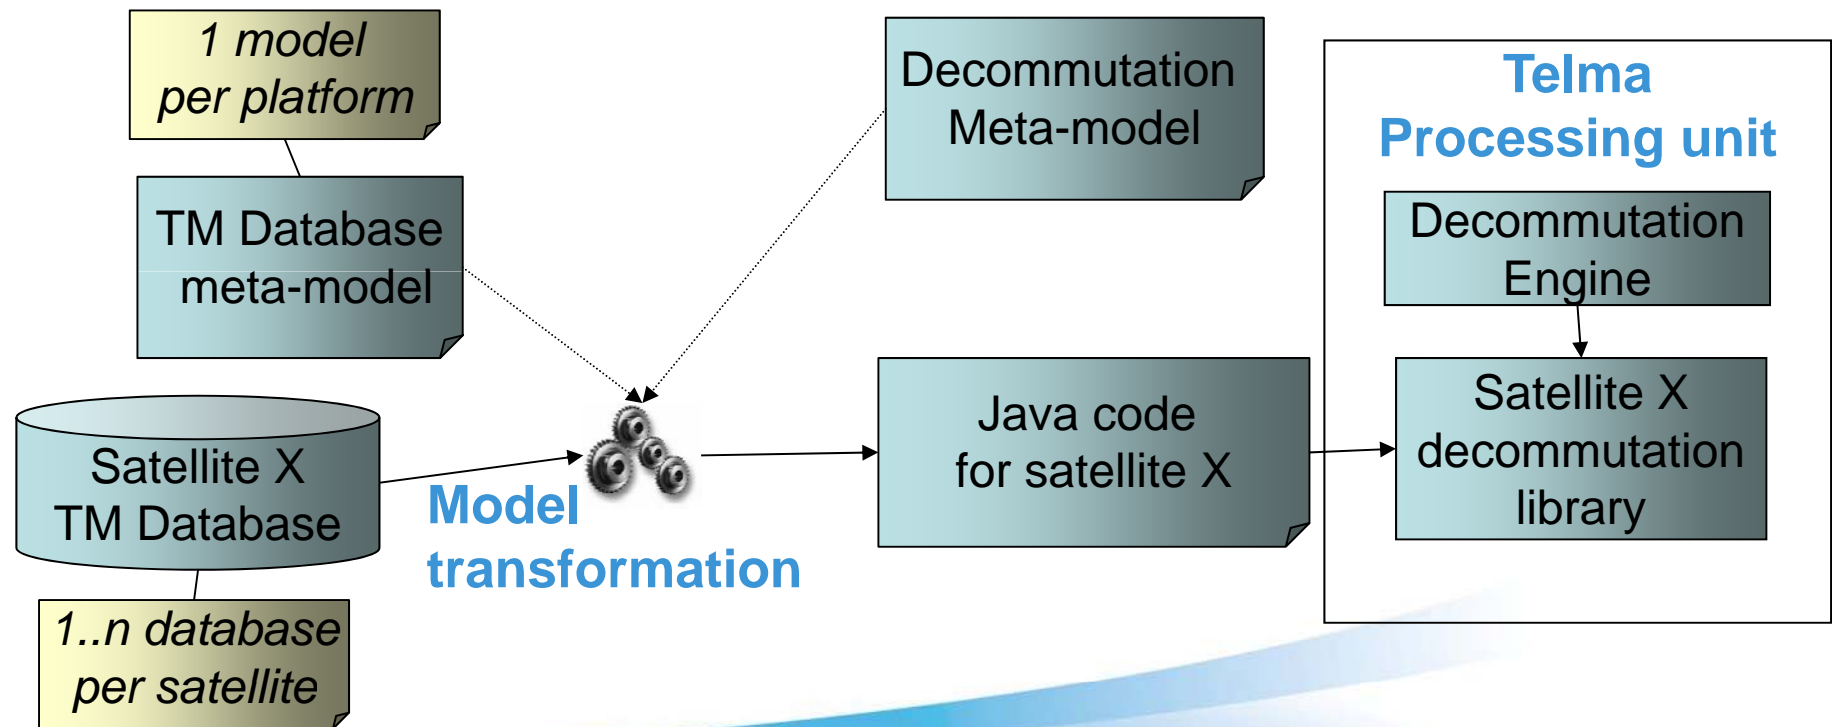 1 model
per platform
TM Database
meta-model
Satellite X
TM Database
1..n database
per satellite
Model
transformation
Decommutation
Meta-model
Java code
for satellite X
Telma
Processing unit
Decommutation
Engine
Satellite X
decommutation
library